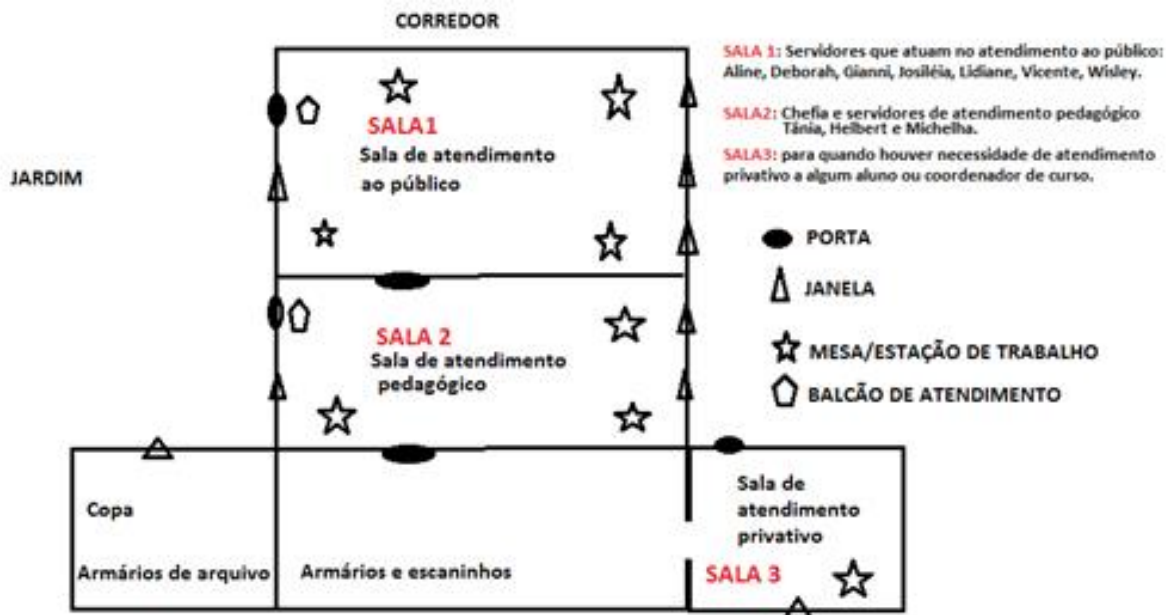 CORREDOR
SALA 1: Servidores que atuam no atendimento ao público:
Aline, Deborah, Gianni, Josiléia, Lidiane, Vicente, Wisley.
SALA2: Chefia e servidores de atendimento pedagógico
Tânia, Helbert e Michelha.
SALA3: para quando houver necessidade de atendimento
privativo a algum aluno ou coordenador de curso.
SALA1
Sala de atendimento
ao público
JARDIM
PORTA
JANELA
MESA/ESTAÇÃO DE TRABALHO
BALCÃO DE ATENDIMENTO
SALA 2
Sala de atendimento
pedagógico
Copa
Armários de arquivo
Armários e escaninhos
Sala de
atendimento
privativo
SALA 3